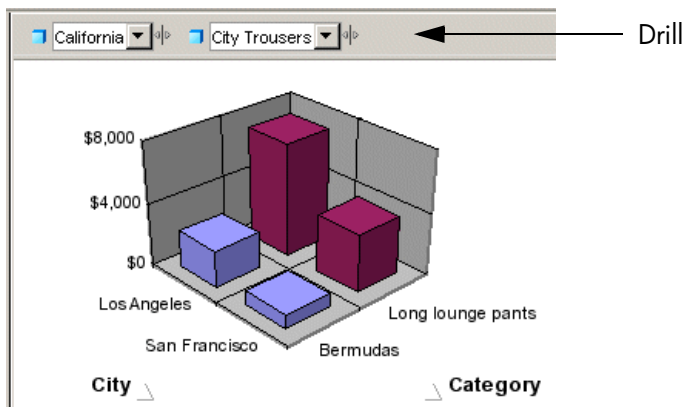 California City Trousers Drill
$8,000
$4,000
$0
Los Angeles
San Francisco
Bermudas
Long lounge pants
City
Category